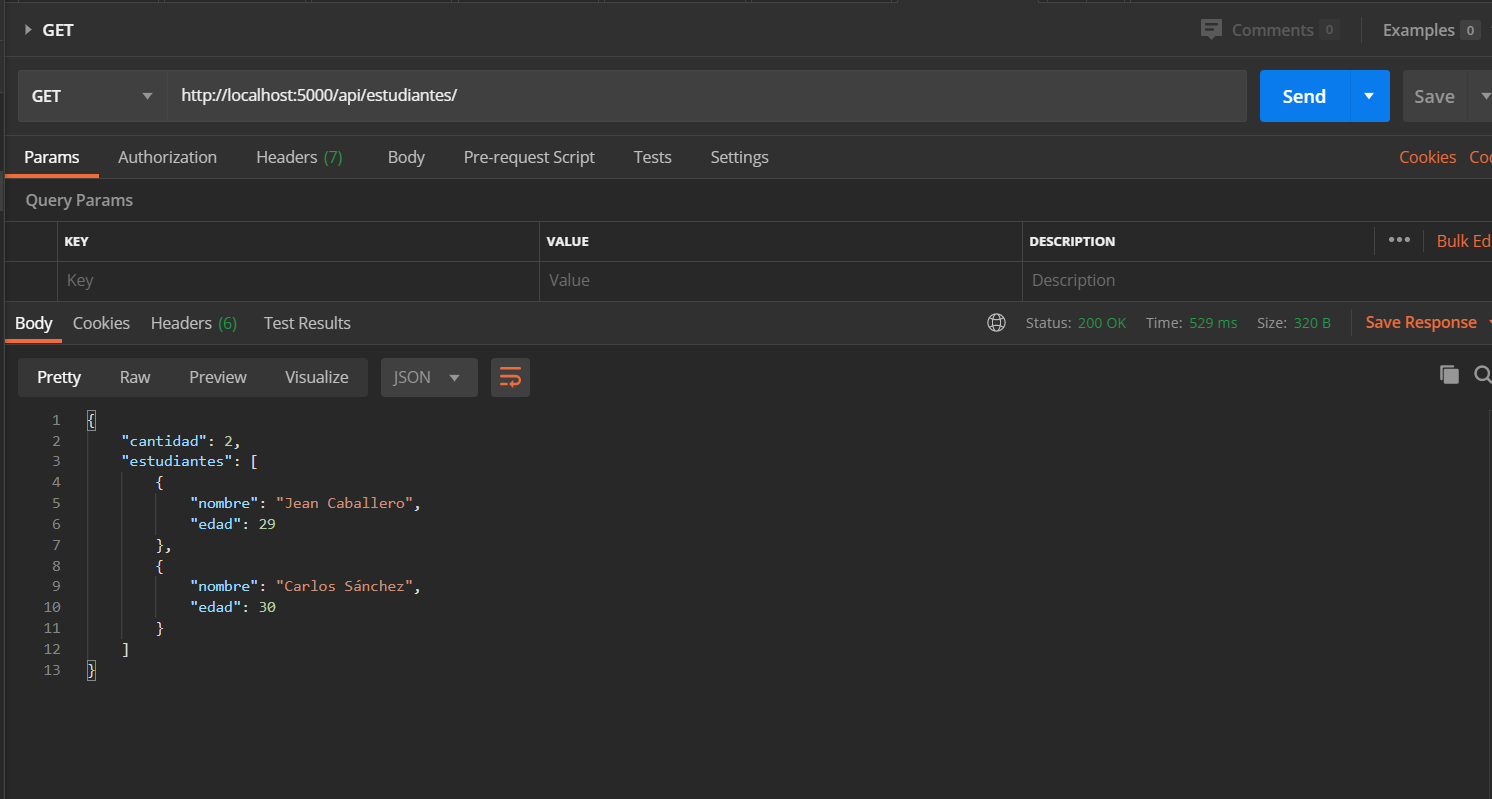 GET Comments 0 Examples 0
GET http://localhost:5000/api/estudiantes/ Send Save
Params Authorization Headers (7) Body Pre-request Script Tests Settings Cookies Coo
Query Params
KEY VALUE DESCRIPTION ••• Bulk Ed
Key Value Description
Body Cookies Headers (6) Test Results Status: 200 OK Time: 529 ms Size: 320 B Save Response
Pretty Raw Preview Visualize JSON
1 {
2 "cantidad": 2,
3 "estudiantes": [
4 {
5 "nombre": "Jean Caballero",
6 "edad": 29
7 },
8 {
9 "nombre": "Carlos Sánchez",
10 "edad": 30
11 }
12 ]
13 }